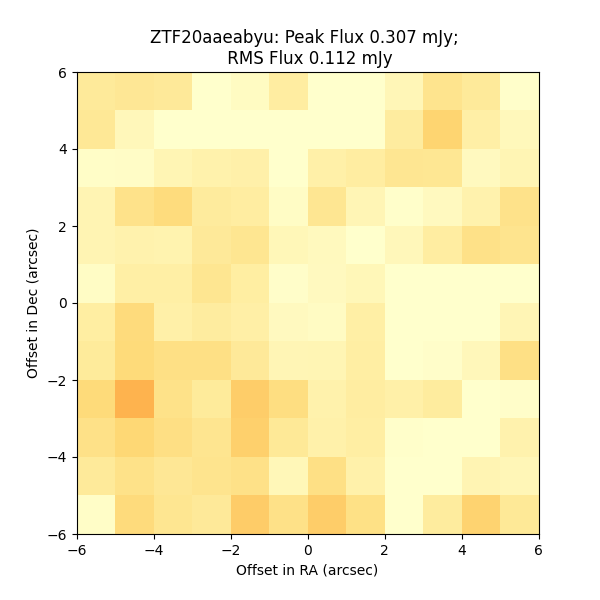 ZTF20aaeabyu: Peak Flux 0.307 mJy;
RMS Flux 0.112 mJy
6
4
2
0
−2
−4
−6
Offset in Dec (arcsec)
−6 −4 −2 0 2 4 6
Offset in RA (arcsec)